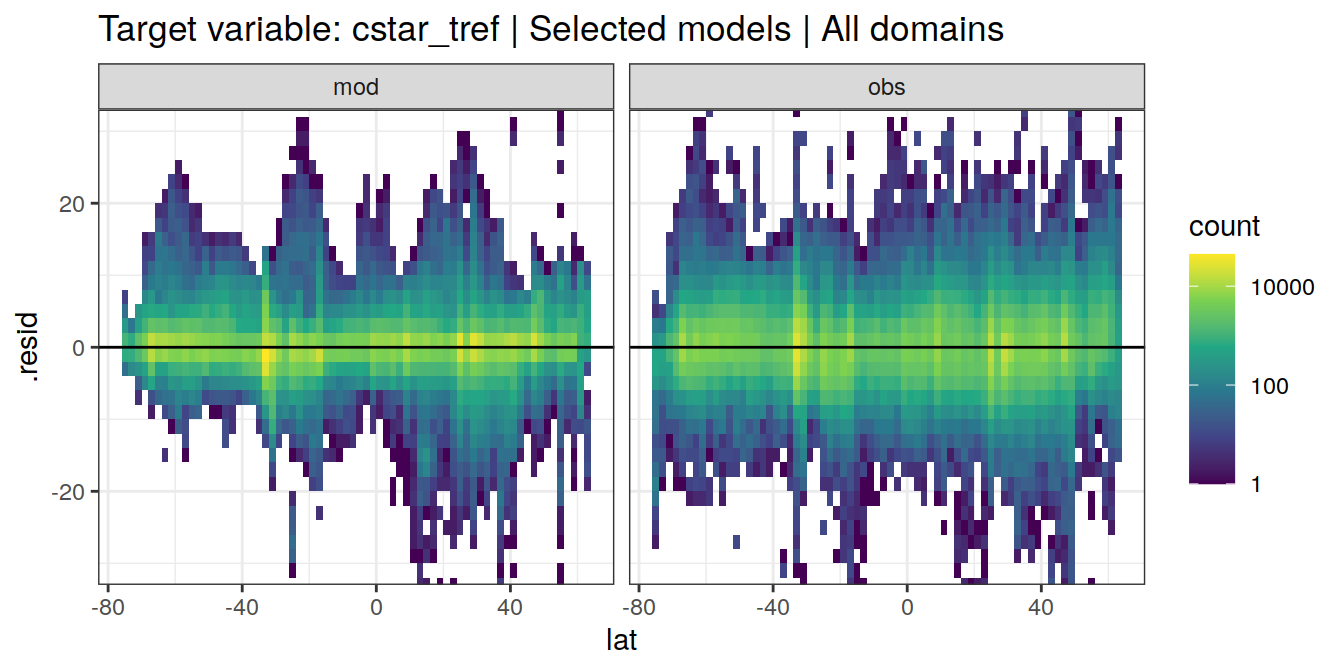 Target variable: cstar_tref | Selected models | All domains
mod
obs
.resid
20
0
-20
-80
-40
0
40
-80
-40
0
40
lat
count
10000
100
1